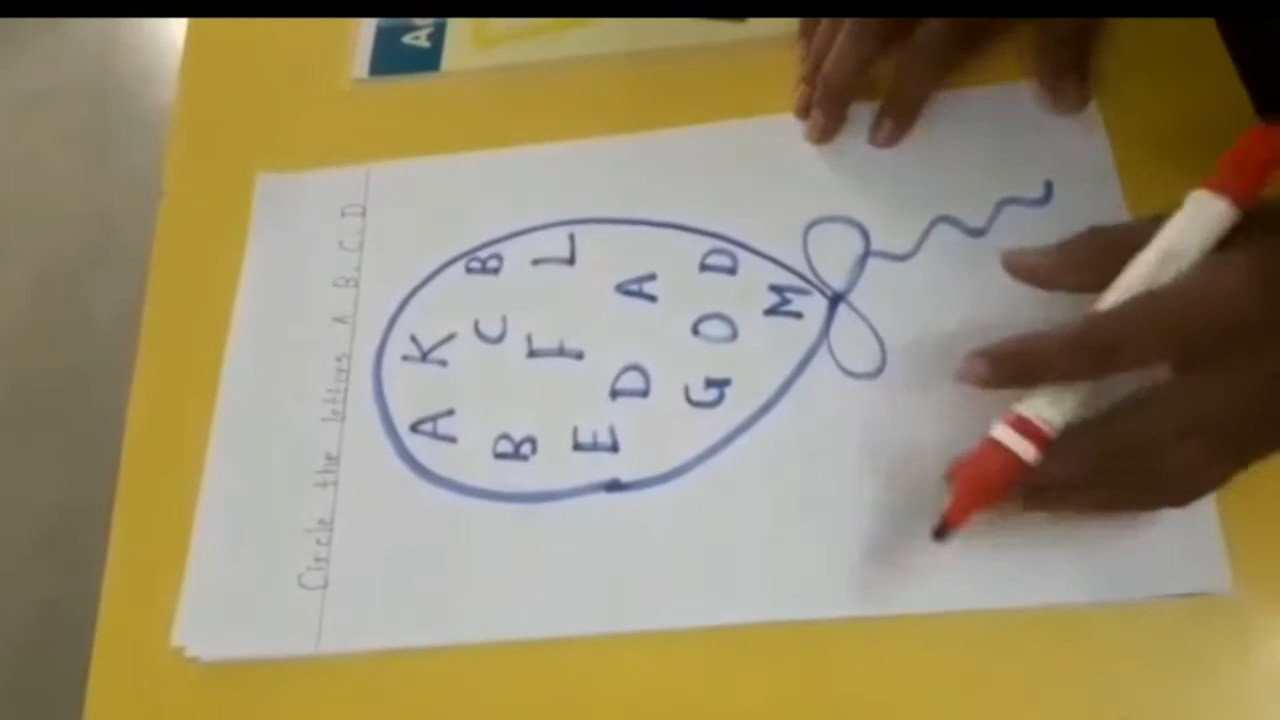 Circle the letters A B. C. D
A K
B C B
E F L
D A
G O D
M